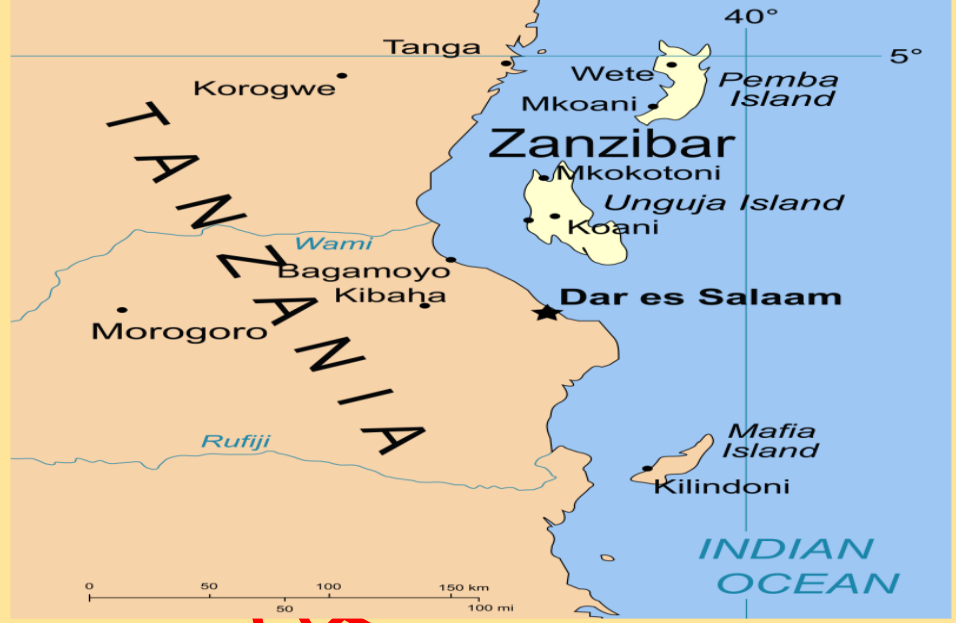 40°
Tanga
5°
Wete
Pemba
Island
Korogwe
Mkoani
TANZANIA
Zanzibar
Mkokotoni
Unguja Island
Koani
Wami
Bagamoyo
Kibaha
Dar es Salaam
Morogoro
Rufiji
Mafia
Island
Kilindoni
INDIAN
OCEAN
0 50 100 150 km
50 100 mi